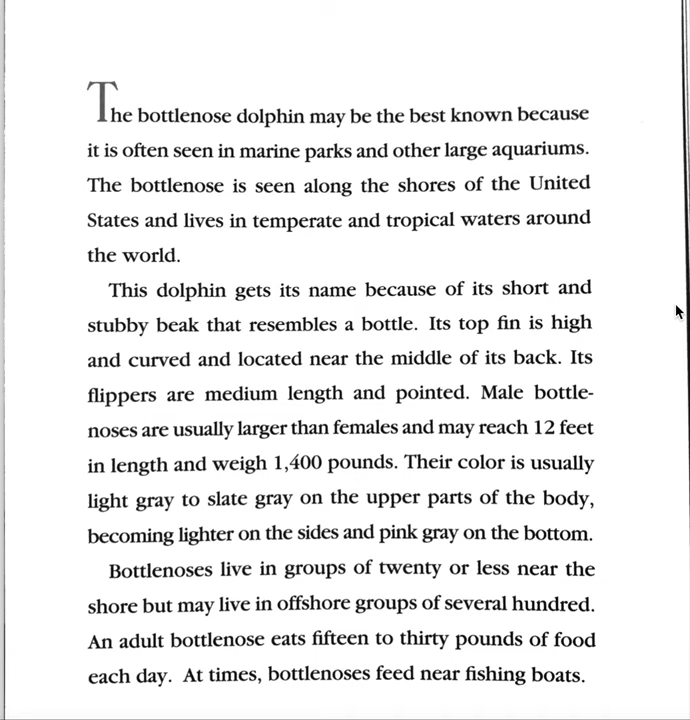 The bottlenose dolphin may be the best known because
it is often seen in marine parks and other large aquariums.
The bottlenose is seen along the shores of the United
States and lives in temperate and tropical waters around
the world.
This dolphin gets its name because of its short and
stubby beak that resembles a bottle. Its top fin is high
and curved and located near the middle of its back. Its
flippers are medium length and pointed. Male bottle-
noses are usually larger than females and may reach 12 feet
in length and weigh 1,400 pounds. Their color is usually
light gray to slate gray on the upper parts of the body,
becoming lighter on the sides and pink gray on the bottom.
Bottlenoses live in groups of twenty or less near the
shore but may live in offshore groups of several hundred.
An adult bottlenose eats fifteen to thirty pounds of food
each day. At times, bottlenoses feed near fishing boats.